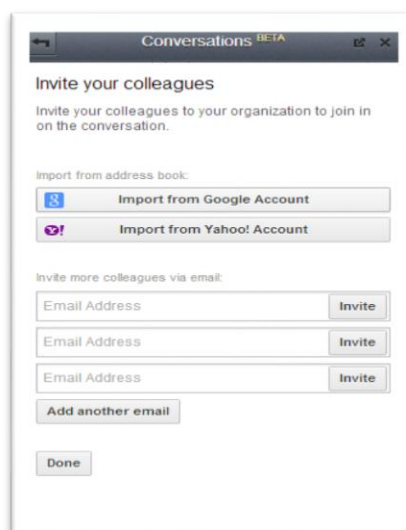 Conversations BETA
Invite your colleagues
Invite your colleagues to your organization to join in
on the conversation.
Import from address book:
8 Import from Google Account
Y! Import from Yahoo! Account
Invite more colleagues via email:
Email Address Invite
Email Address Invite
Email Address Invite
Add another email
Done